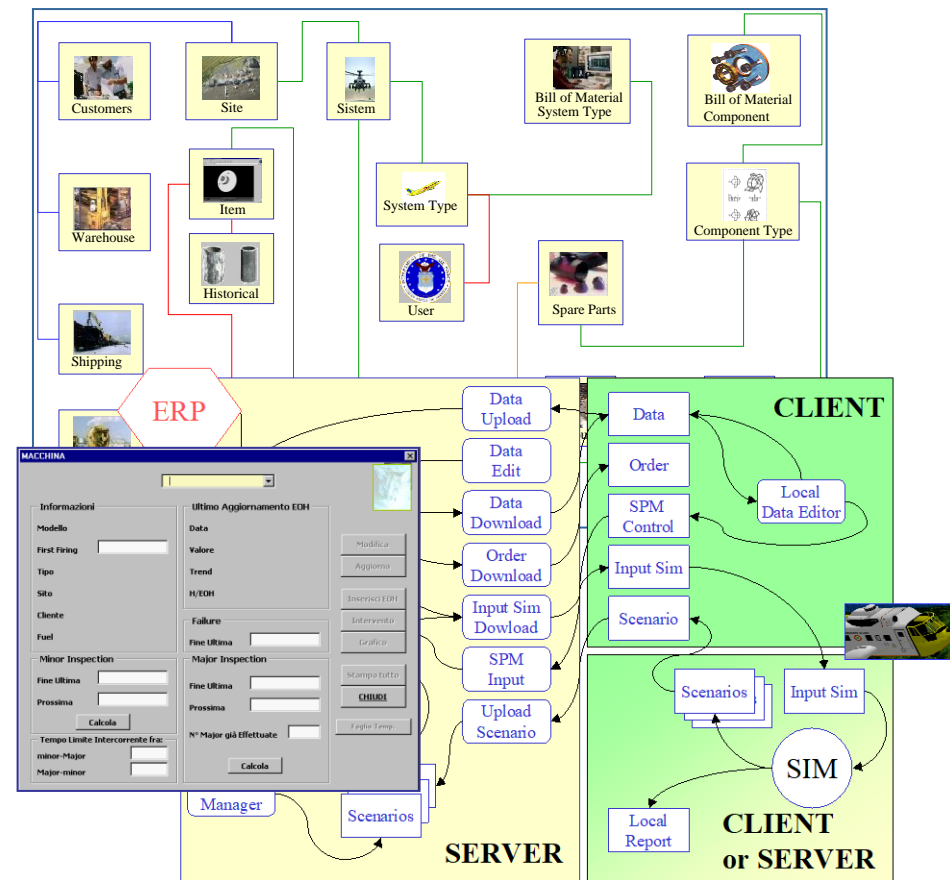 Customers
Site
Sistem
Bill of Material
System Type
Bill of Material
Component
Warehouse
Item
System Type
Component Type
Historical
User
Spare Parts
Shipping
ERP
Data
Upload
Data
Edit
Data
Download
Order
Download
Input Sim
Dowload
SPM
Input
Upload
Scenario
Manager
Scenarios
SERVER
CLIENT
Data
Order
SPM
Control
Input Sim
Scenario
Local
Data Editor
Scenarios
Input Sim
SIM
Local
Report
CLIENT
or SERVER
MACCHINA
Informazioni
Modello
First Firing
Tipo
Sito
Cliente
Fuel
Minor Inspection
Fine Ultima
Prossima
Calcola
Tempo Limite Intercorrente fra:
minor-Major
Major-minor
Ultimo Aggiornamento EOH
Data
Valore
Trend
H/EOH
Failure
Fine Ultima
Major Inspection
Fine Ultima
Prossima
N° Major già Effettuate
Calcola
Modifica
Aggiorna
Inserisci EOH
Intervento
Grafico
Stampa tutto
CHIUDI
Foglio Temp.